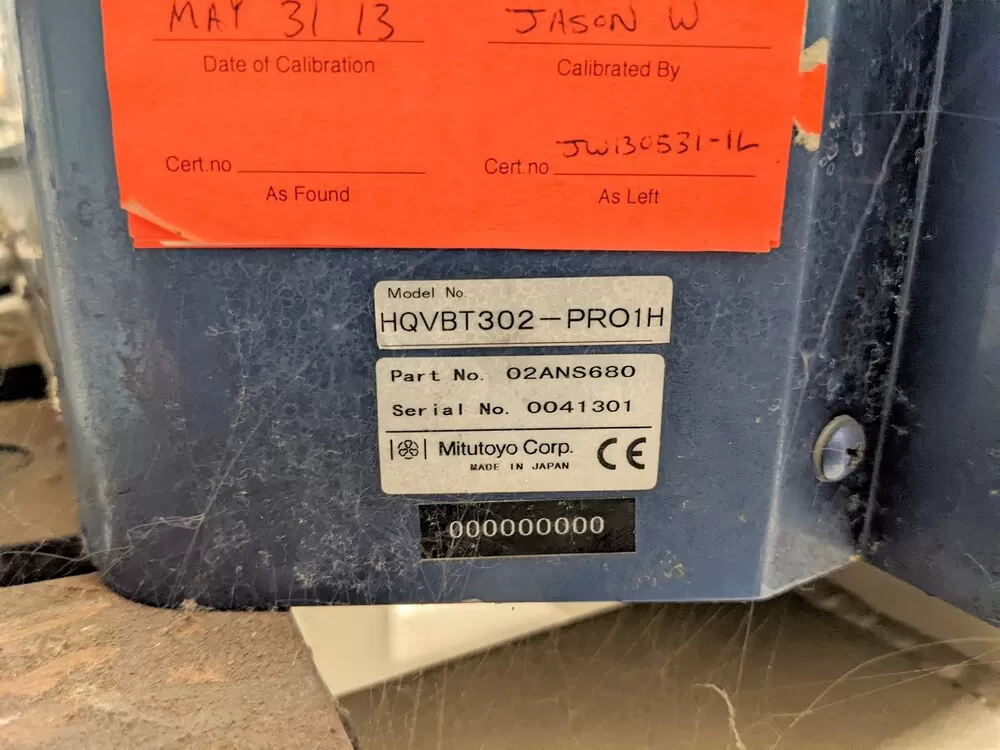 MAY 31 13 JASON W
Date of Calibration Calibrated By
Cert.no Cert.no JW130531-1L
As Found As Left
Model No.
HQVBT302-PRO1H
Part No. 02ANS680
Serial No. 0041301
Mitutoyo Corp.
MADE IN JAPAN
CE
000000000